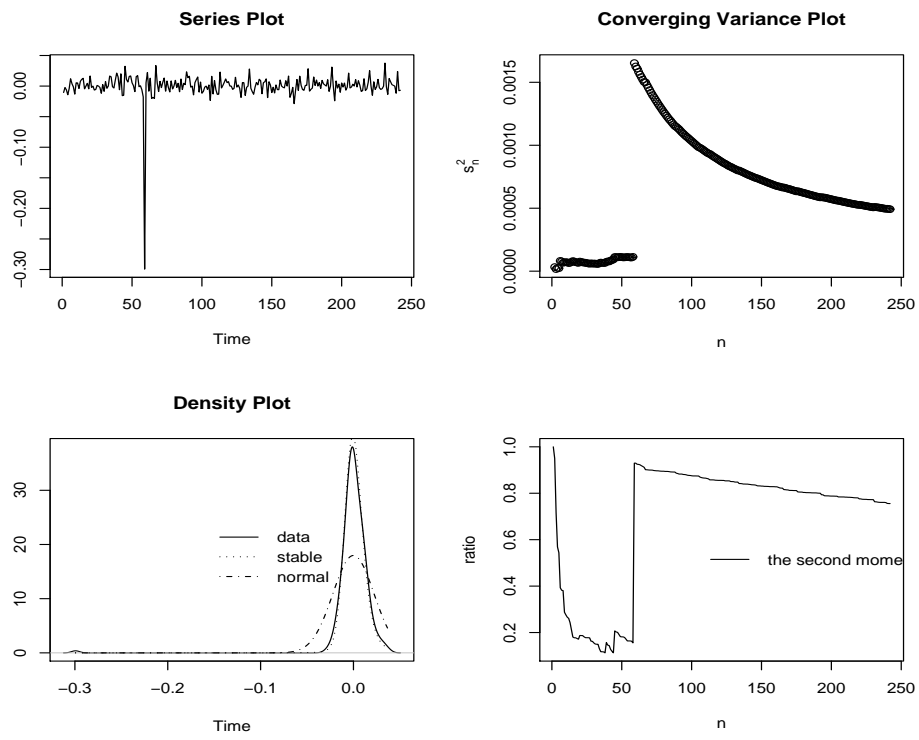 Series Plot
0.00
−0.10
−0.20
−0.30
0 50 100 150 200 250
Time
Converging Variance Plot
0.0015
0.0010
0.0005
0.0000
s²n
0 50 100 150 200 250
n
Density Plot
30
20
10
0
data
stable
normal
−0.3 −0.2 −0.1 0.0
Time
1.0
0.8
0.6
0.4
0.2
ratio
the second mome
0 50 100 150 200 250
n